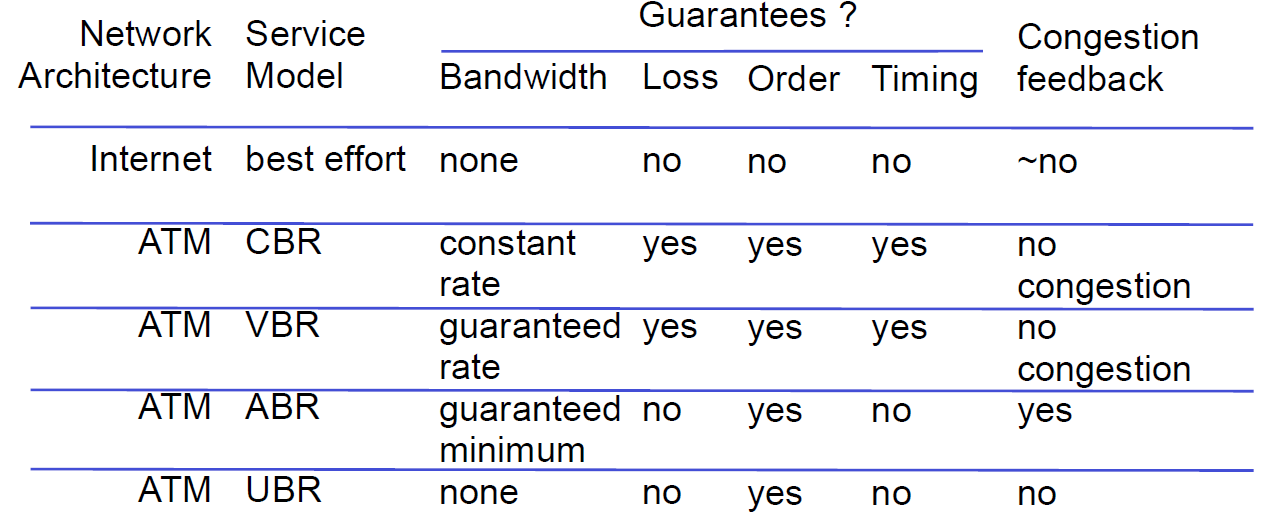 Guarantees ?
Network Service Congestion
Architecture Model Bandwidth Loss Order Timing feedback
Internet best effort none no no no ~no
ATM CBR constant yes yes yes no
rate congestion
ATM VBR guaranteed yes yes yes no
rate congestion
ATM ABR guaranteed no yes no yes
minimum
ATM UBR none no yes no no